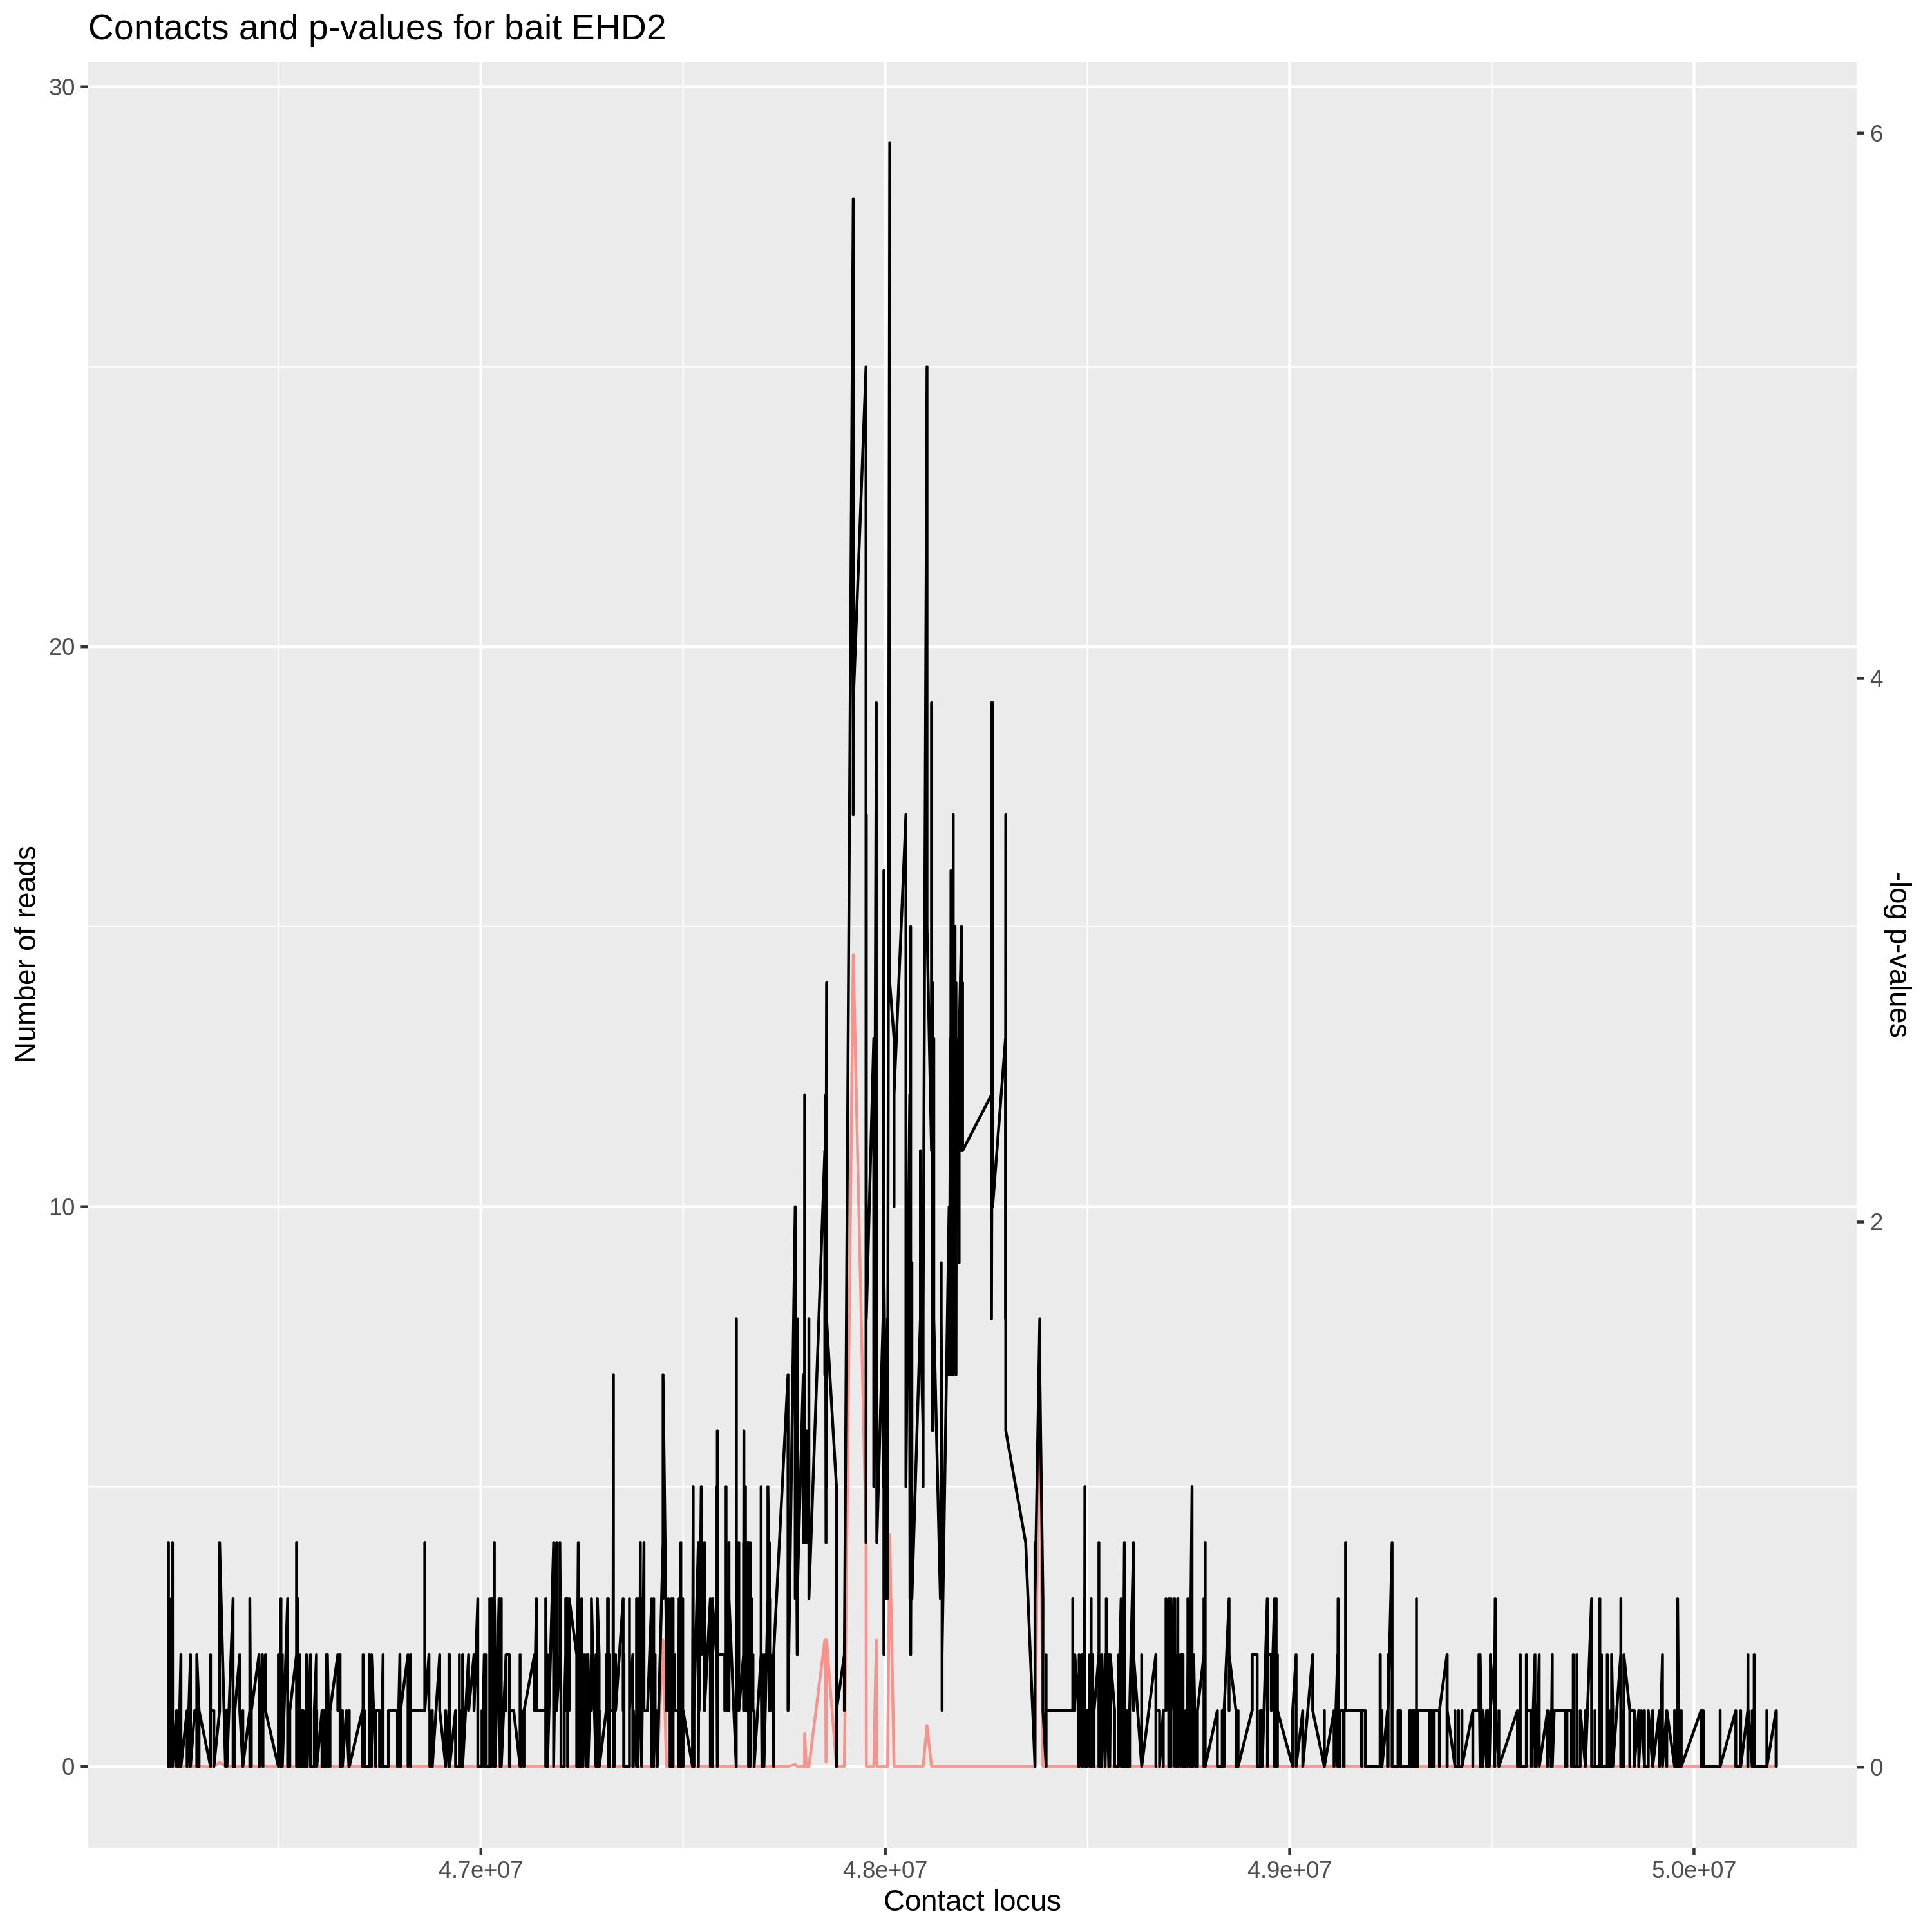 Contacts and p-values for bait EHD2
30
20
10
0
Number of reads
6
4
2
0
-log p-values
4.7e+07
4.8e+07
4.9e+07
5.0e+07
Contact locus